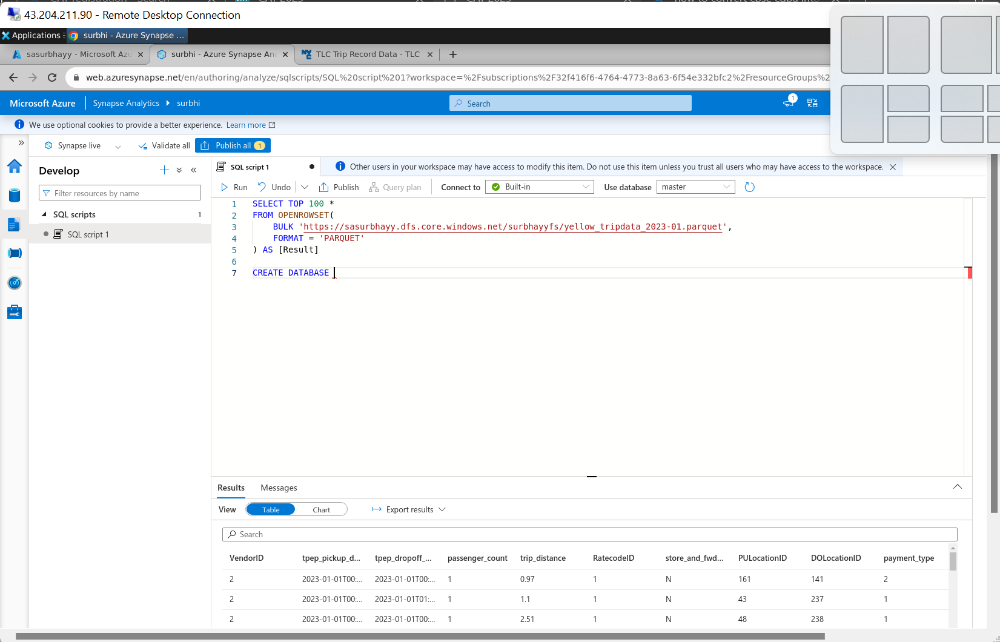 43.204.211.90 - Remote Desktop Connection
Applications
surbhi - Azure Synapse ...
sasurbhayy - Microsoft Azu
surbhi - Azure Synapse Ana
TLC Trip Record Data - TLC
web.azuresynapse.net/en/authoring/analyze/sqlscripts/SQL%20script%201?workspace=%2Fsubscriptions%2F32f416f6-4764-4773-8a63-6f54e332bfc2%2FresourceGroups%2
Microsoft Azure
Synapse Analytics
surbhi
Search
1
We use optional cookies to provide a better experience. Learn more
Synapse live
Validate all
Publish all 1
Develop
SQL script 1
Other users in your workspace may have access to modify this item. Do not use this item unless you trust all users who may have access to the workspace.
Filter resources by name
Run
Undo
Publish
Query plan
Connect to
Built-in
Use database
master
SQL scripts
1
SQL script 1
1 SELECT TOP 100 *
2 FROM OPENROWSET(
3 BULK 'https://sasurbhayy.dfs.core.windows.net/surbhayyfs/yellow_tripdata_2023-01.parquet',
4 FORMAT = 'PARQUET'
5 ) AS [Result]
6
7 CREATE DATABASE
Results
Messages
View
Table
Chart
Export results
Search
VendorID tpep_pickup_d... tpep_dropoff_... passenger_count trip_distance RatecodeID store_and_fwd... PULocationID DOLocationID payment_type
2 2023-01-01T00:... 2023-01-01T00:... 1 0.97 1 N 161 141 2
2 2023-01-01T00:... 2023-01-01T01:... 1 1.1 1 N 43 237 1
2 2023-01-01T00:... 2023-01-01T00:... 1 2.51 1 N 48 238 1